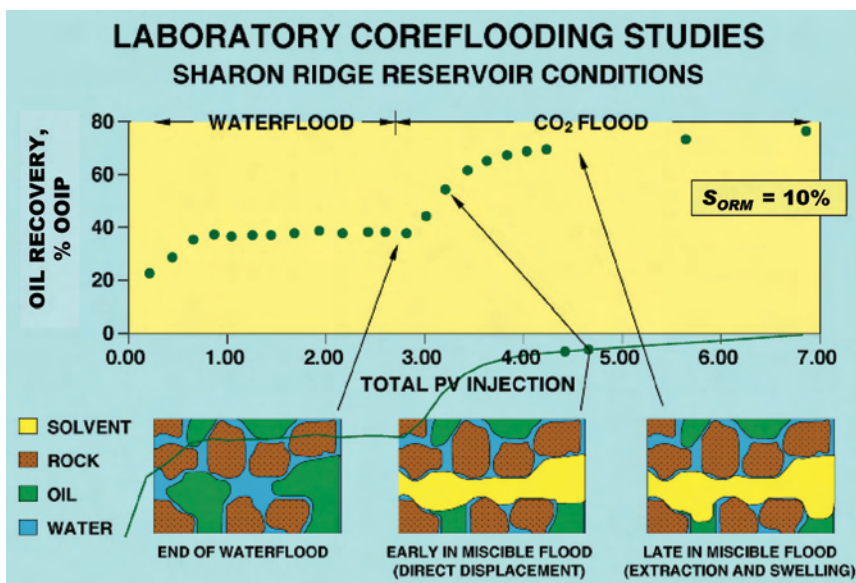 LABORATORY COREFLOODING STUDIES
SHARON RIDGE RESERVOIR CONDITIONS
WATERFLOOD
CO₂ FLOOD
OIL RECOVERY,
% OOIP
80
60
40
20
0
S_ORM = 10%
0.00 1.00 2.00 3.00 4.00 5.00 6.00 7.00
TOTAL PV INJECTION
SOLVENT
ROCK
OIL
WATER
END OF WATERFLOOD
EARLY IN MISCIBLE FLOOD
(DIRECT DISPLACEMENT)
LATE IN MISCIBLE FLOOD
(EXTRACTION AND SWELLING)